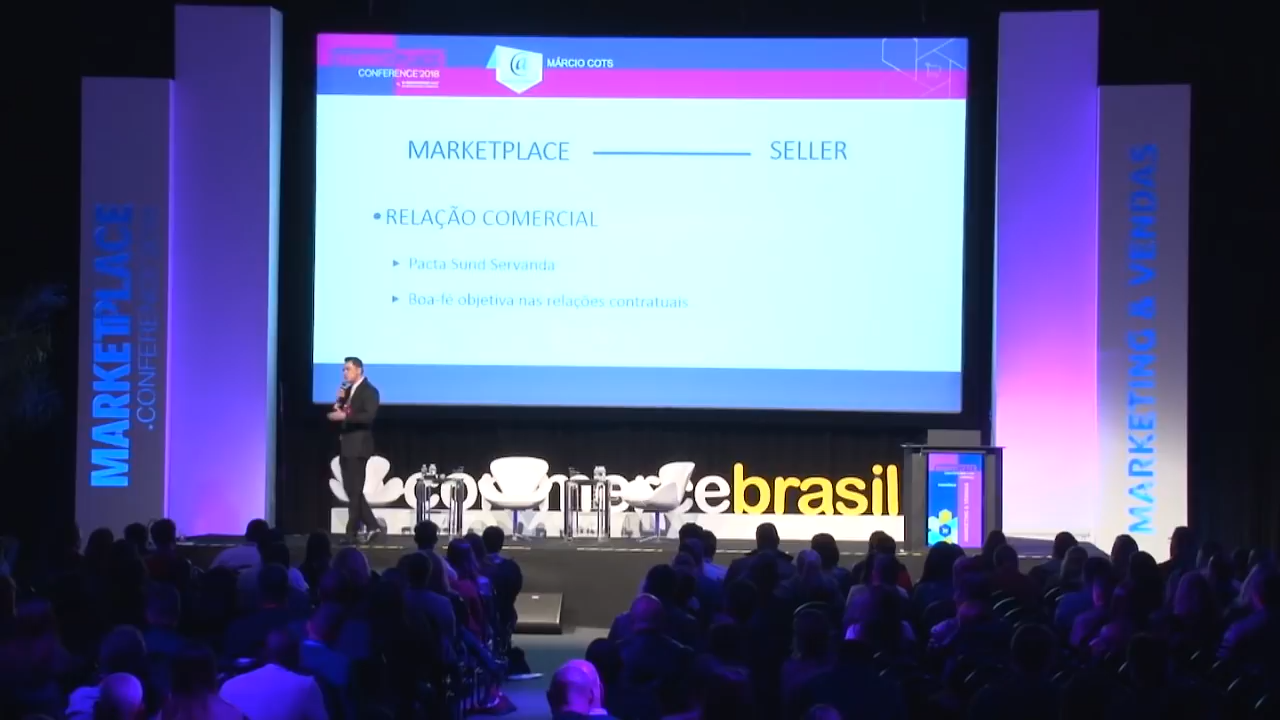 CONFERENCE'2018
@
MÁRCIO COTS
MARKETPLACE
SELLER
•RELAÇÃO COMERCIAL
Pacta Sund Servanda
Boa-fé objetiva nas relações contratuais
MARKETPLACE
.CONFERENCE 2018
MARKETING & VENDAS
ecommercebrasil